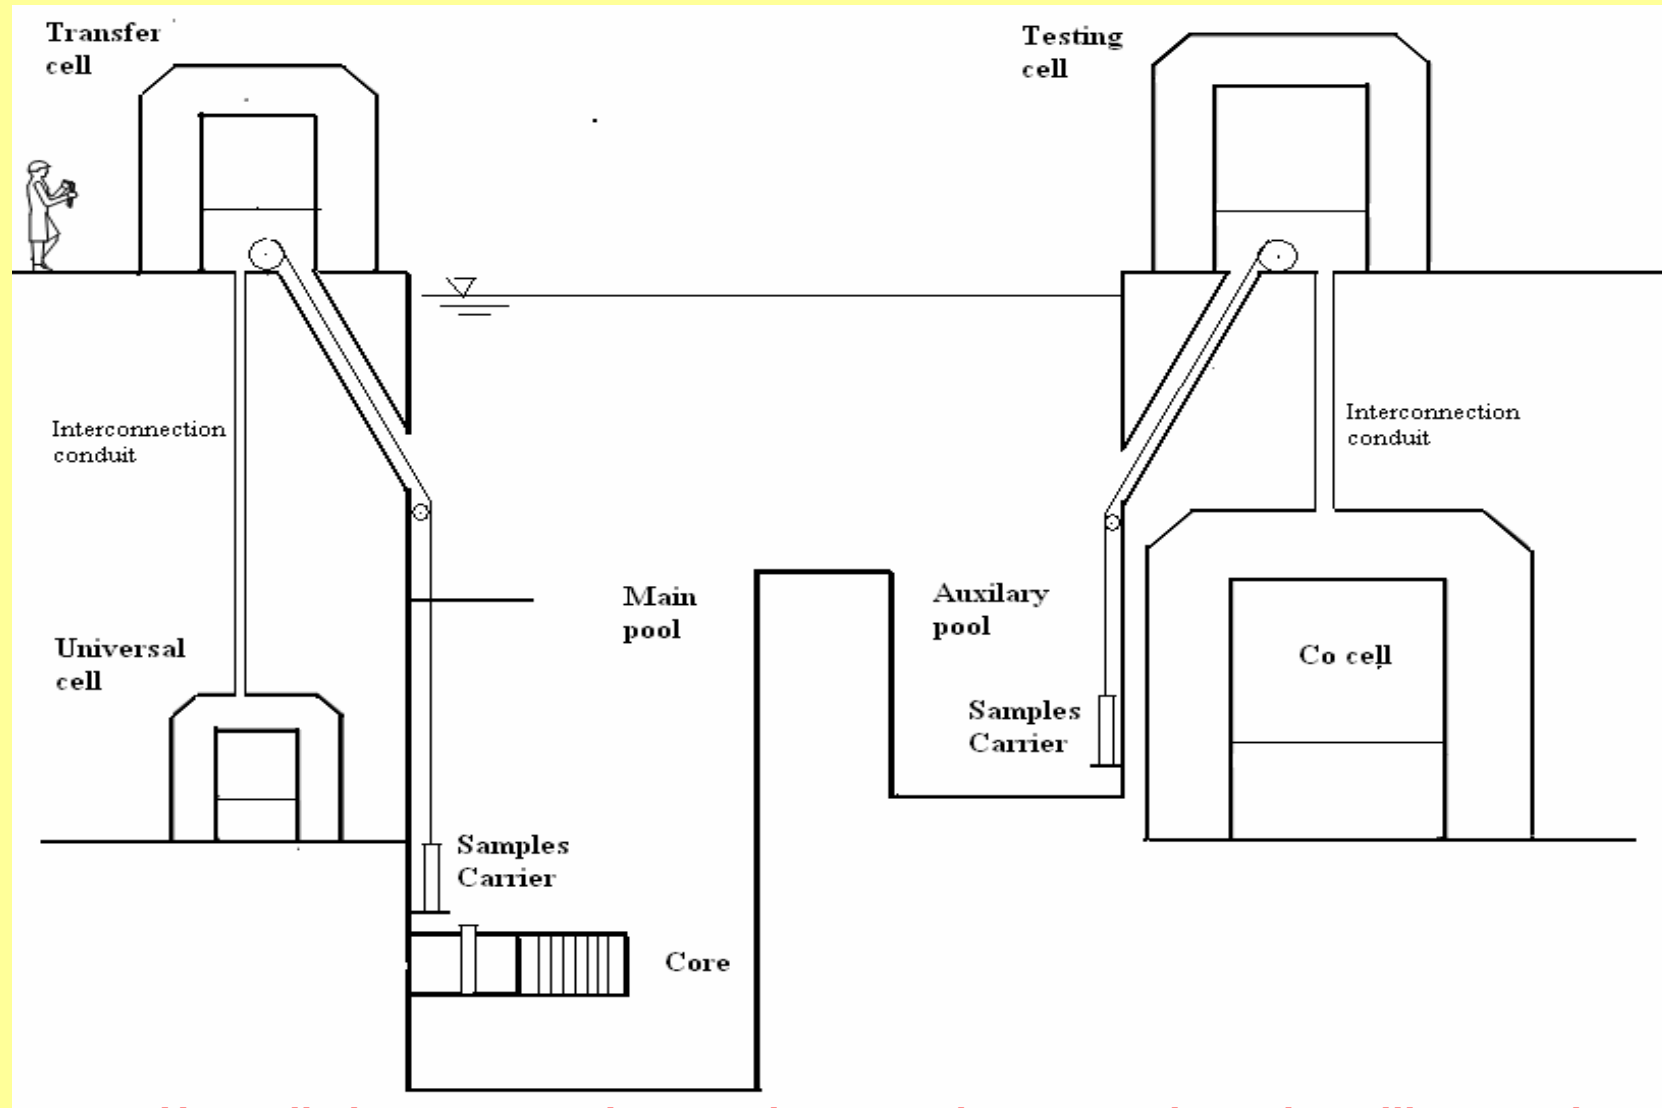 Transfer
cell
Testing
cell
Interconnection
conduit
Interconnection
conduit
Main
pool
Auxilary
pool
Universal
cell
Co cell
Samples
Carrier
Samples
Carrier
Core